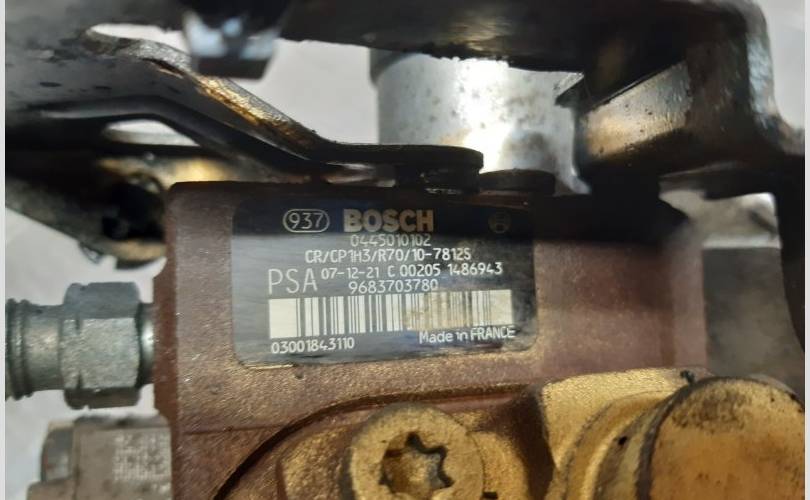 937 BOSCH
0445010102
CR/CP1H3/R70/10-7812S
PSA 07-12-21 C 00205 1486943
9683703780
03001843110 Made in FRANCE